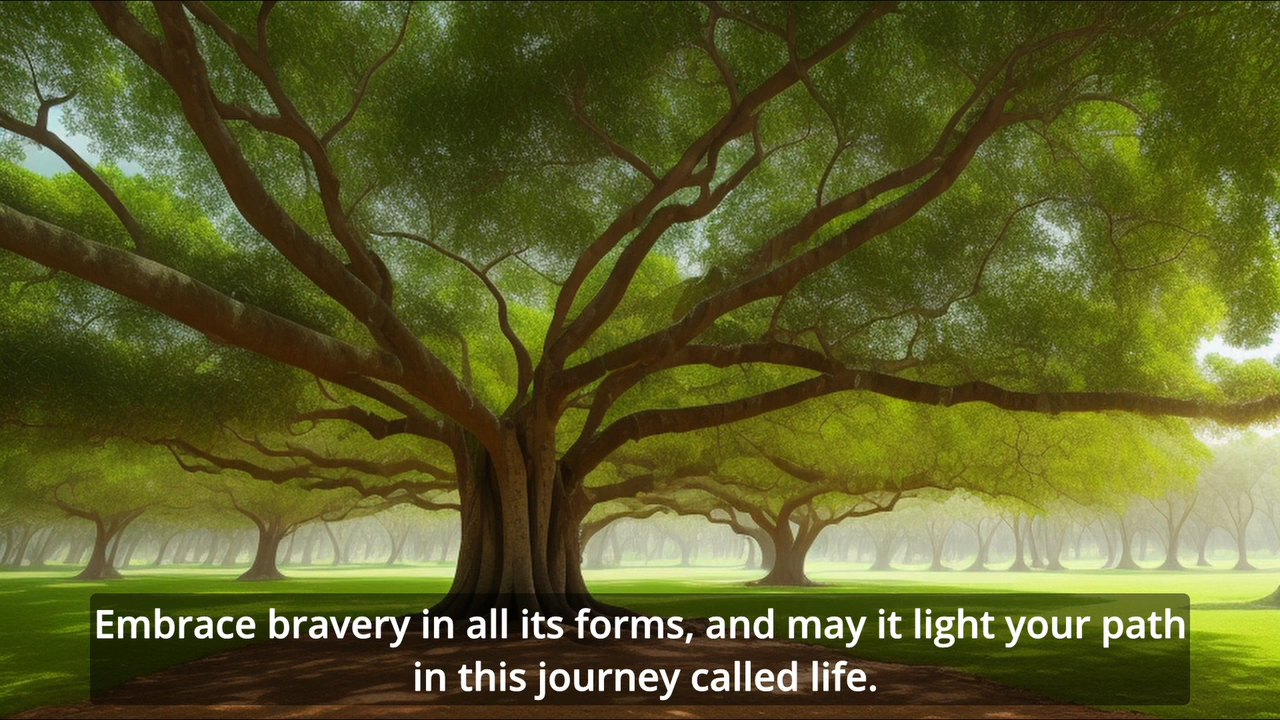 Embrace bravery in all its forms, and may it light your path
in this journey called life.